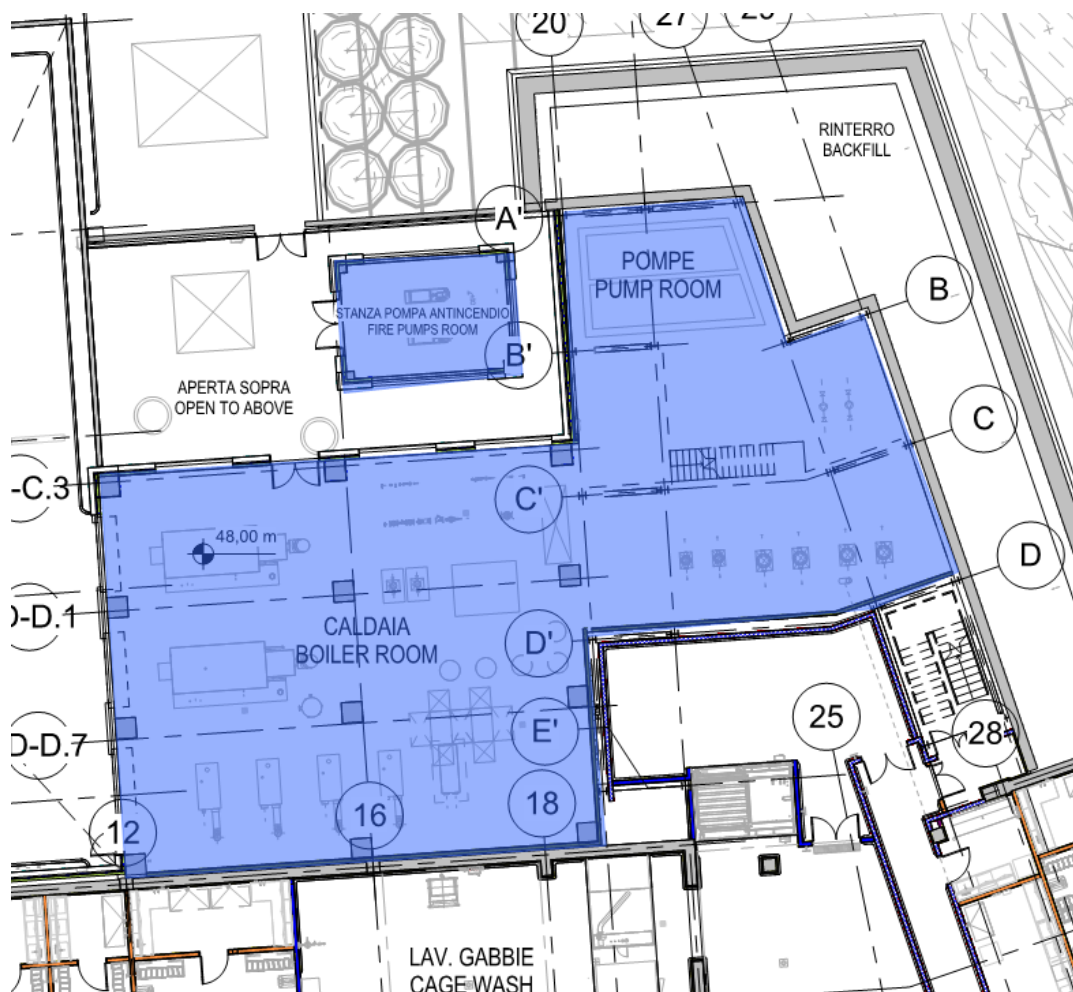 20
27
RINTERRO
BACKFILL
A'
POMPE
PUMP ROOM
B
STANZA POMPA ANTINCENDIO
FIRE PUMPS ROOM
B'
APERTA SOPRA
OPEN TO ABOVE
C
-C.3
C'
48,00 m
D
D-D.1
CALDAIA
BOILER ROOM
D'
E'
25
28
D-D.7
12
16
18
LAV. GABBIE
CAGE WASH